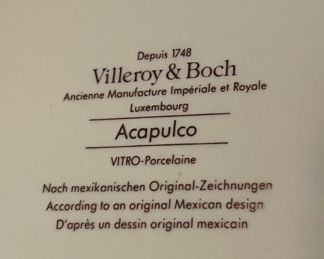 Depuis 1748
Villeroy & Boch
Ancienne Manufacture Impériale et Royale
Luxembourg
Acapulco
VITRO-Porcelaine
Nach mexikanischen Original-Zeichnungen
According to an original Mexican design
D'après un dessin original mexicain